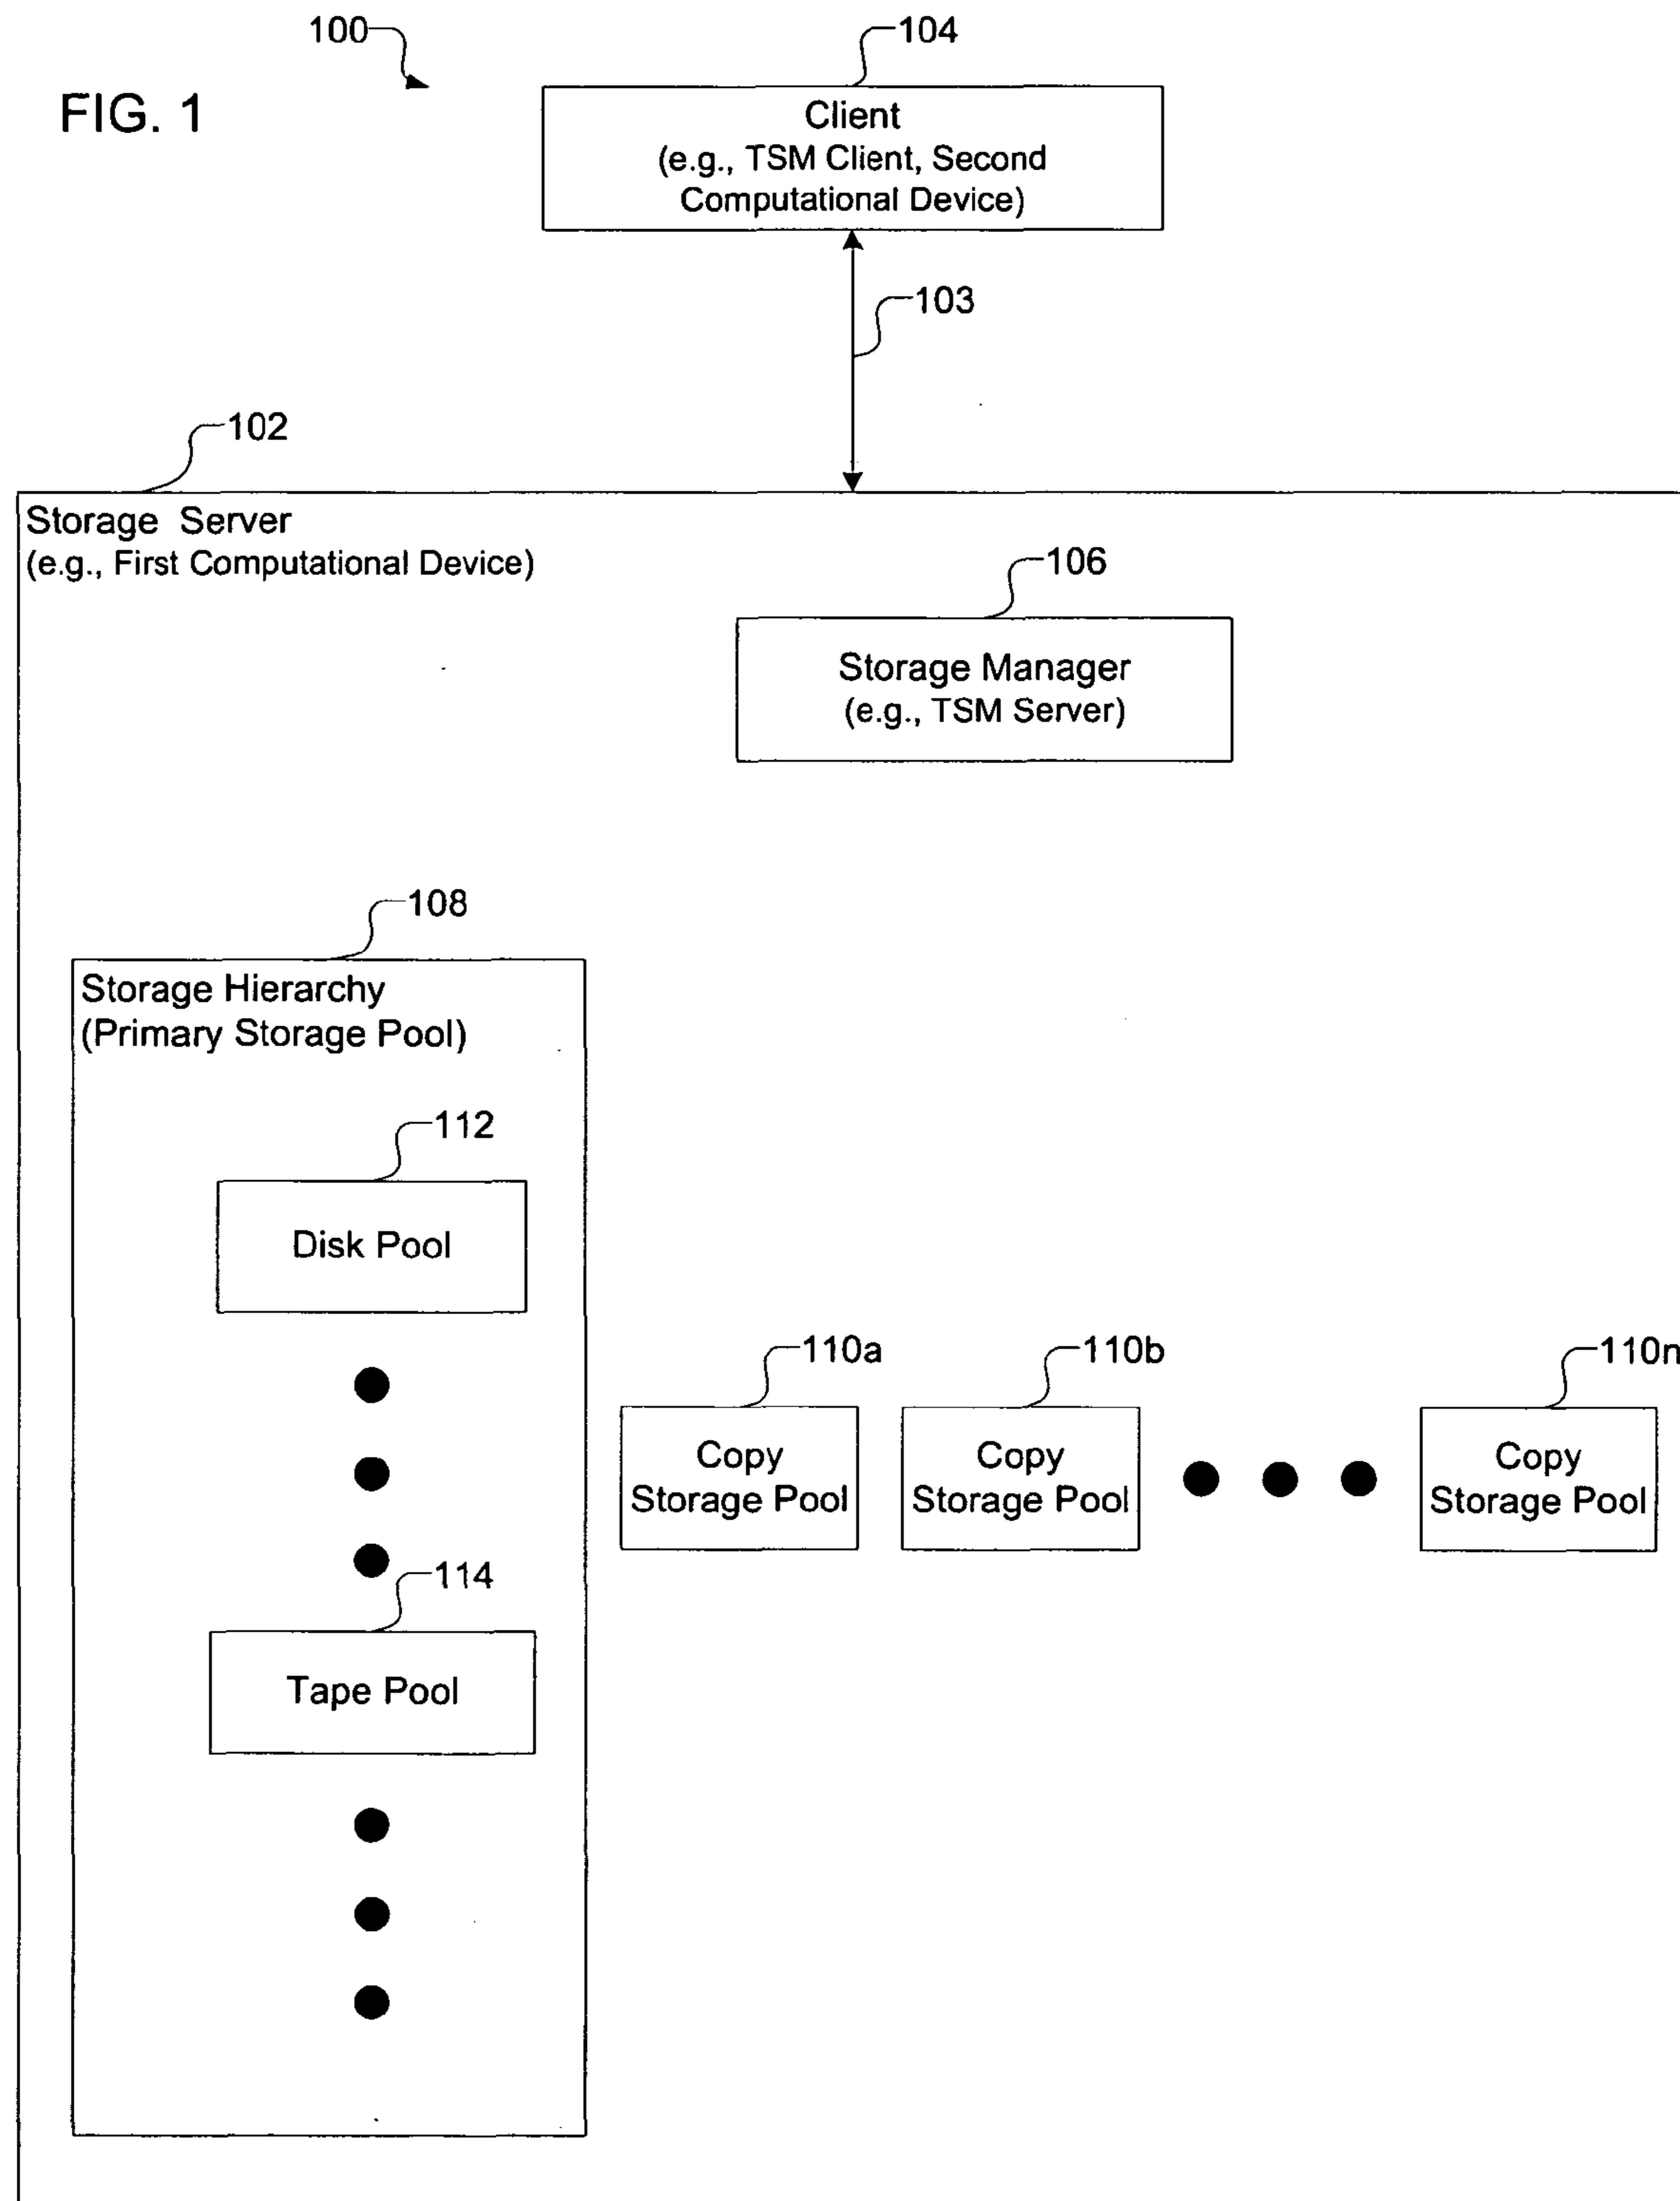 100
104
FIG. 1
Client
(e.g., TSM Client, Second
Computational Device)
103
102
Storage Server
(e.g., First Computational Device)
106
Storage Manager
(e.g., TSM Server)
108
Storage Hierarchy
(Primary Storage Pool)
112
Disk Pool
110a
110b
110n
Copy
Storage Pool
Copy
Storage Pool
Copy
Storage Pool
114
Tape Pool